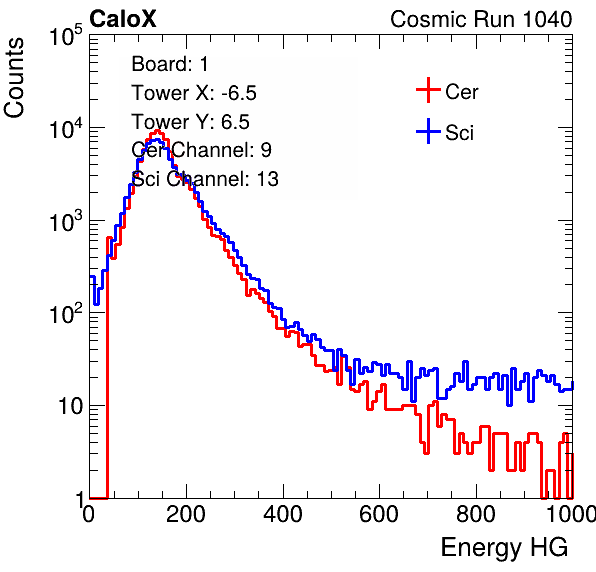 CaloX Cosmic Run 1040
Counts
10^5
10^4
10^3
10^2
10
1
Board: 1
Tower X: -6.5
Tower Y: 6.5
Cer Channel: 9
Sci Channel: 13
Cer
Sci
0 200 400 600 800 1000
Energy HG